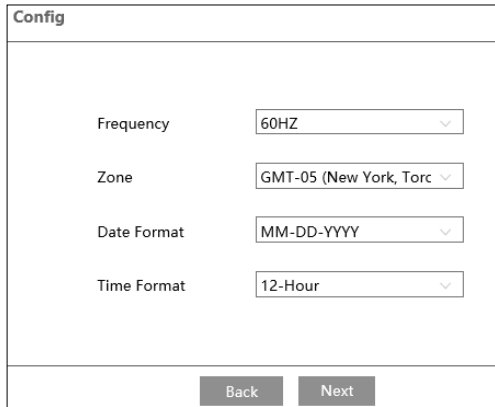 Config
Frequency 60HZ
Zone GMT-05 (New York, Torc
Date Format MM-DD-YYYY
Time Format 12-Hour
Back Next